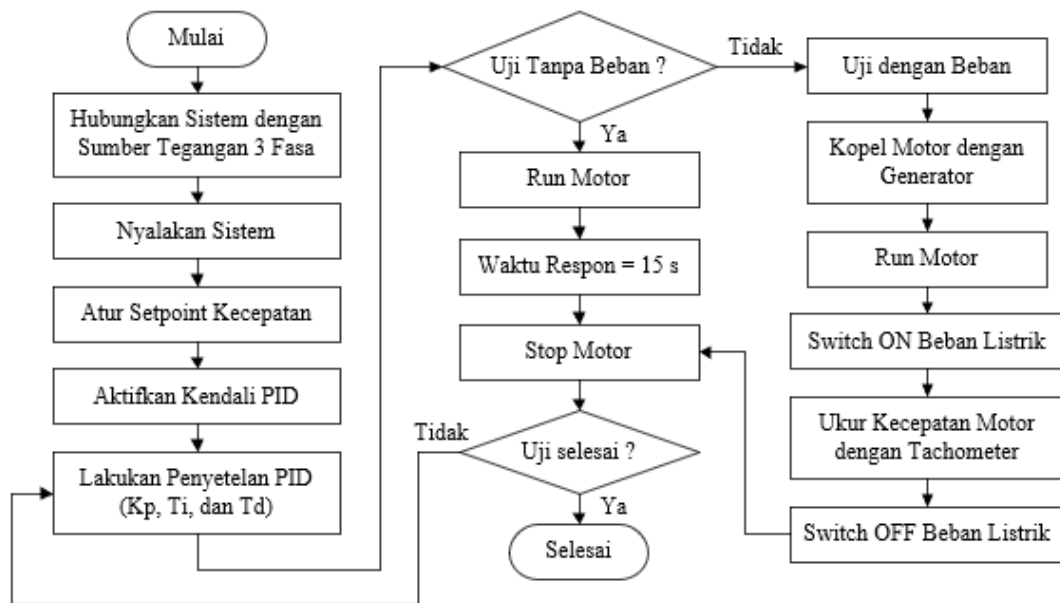 Mulai
Hubungkan Sistem dengan
Sumber Tegangan 3 Fasa
Nyalakan Sistem
Atur Setpoint Kecepatan
Aktifkan Kendali PID
Lakukan Penyetelan PID
(Kp, Ti, dan Td)
Uji Tanpa Beban ?
Ya
Run Motor
Waktu Respon = 15 s
Stop Motor
Uji selesai ?
Tidak
Ya
Selesai
Tidak
Uji dengan Beban
Kopel Motor dengan
Generator
Run Motor
Switch ON Beban Listrik
Ukur Kecepatan Motor
dengan Tachometer
Switch OFF Beban Listrik